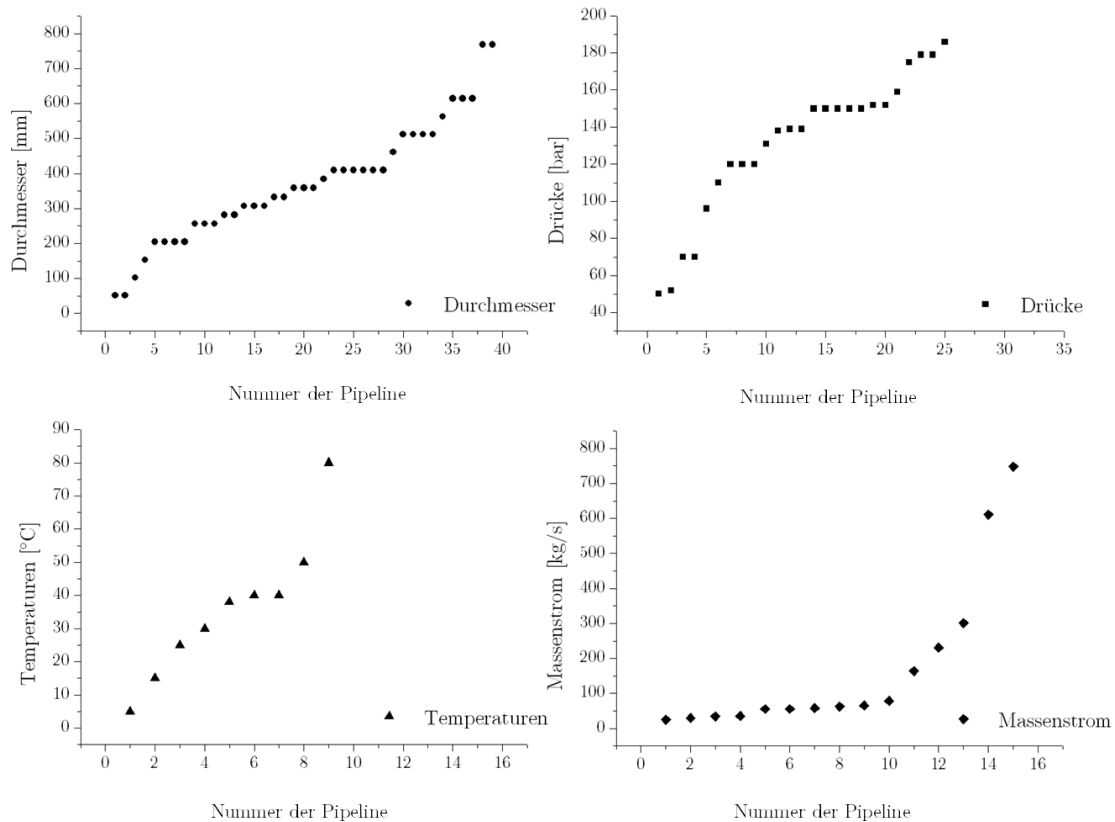 800
700
600
500
400
300
200
100
0
Durchmesser [mm]
Durchmesser
0 5 10 15 20 25 30 35 40
Nummer der Pipeline
200
180
160
140
120
100
80
60
40
Drücke [bar]
Drücke
0 5 10 15 20 25 30 35
Nummer der Pipeline
90
80
70
60
50
40
30
20
10
0
Temperaturen [°C]
Temperaturen
0 2 4 6 8 10 12 14 16
Nummer der Pipeline
800
700
600
500
400
300
200
100
0
Massenstrom [kg/s]
Massenstrom
0 2 4 6 8 10 12 14 16
Nummer der Pipeline